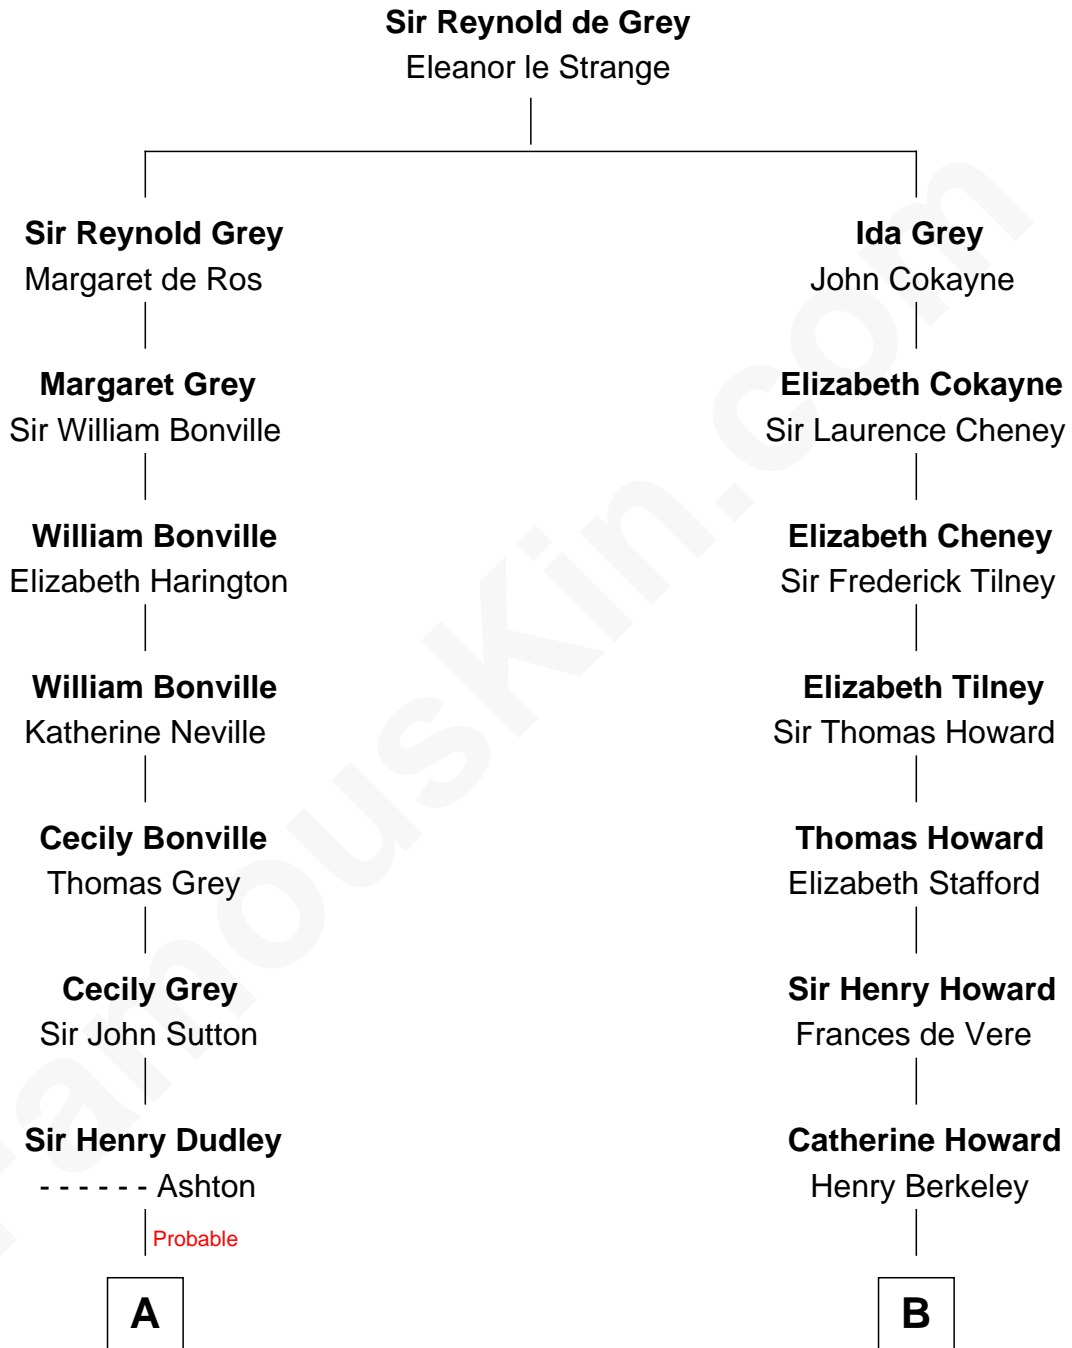 Sir Reynold de Grey
Eleanor le Strange
Sir Reynold Grey
Margaret de Ros
Ida Grey
John Cokayne
Margaret Grey
Sir William Bonville
Elizabeth Cokayne
Sir Laurence Cheney
William Bonville
Elizabeth Harington
Elizabeth Cheney
Sir Frederick Tilney
William Bonville
Katherine Neville
Elizabeth Tilney
Sir Thomas Howard
Cecily Bonville
Thomas Grey
Thomas Howard
Elizabeth Stafford
Cecily Grey
Sir John Sutton
Sir Henry Howard
Frances de Vere
Sir Henry Dudley
- - - - - - Ashton
Catherine Howard
Henry Berkeley
Probable
A
B
FamousKin.com